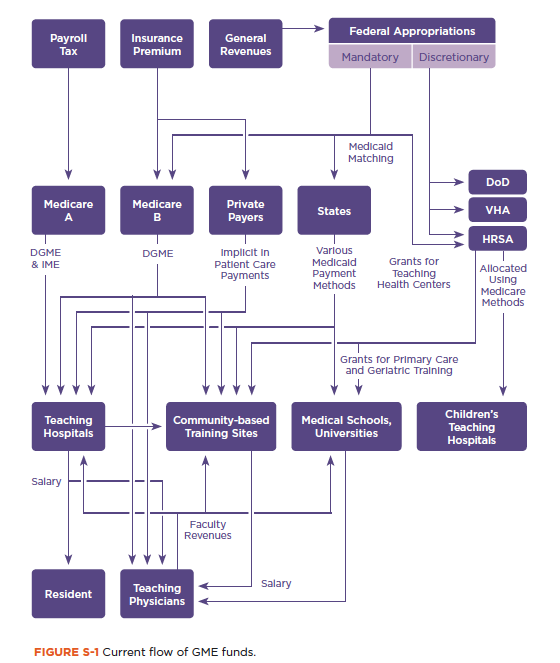 Payroll
Tax
Insurance
Premium
General
Revenues
Federal Appropriations
Mandatory
Discretionary
Medicaid
Matching
DoD
VHA
HRSA
Medicare
A
Medicare
B
Private
Payers
States
DGME
& IME
DGME
Implicit in
Patient Care
Payments
Various
Medicaid
Payment
Methods
Grants for
Teaching
Health Centers
Allocated
Using
Medicare
Methods
Grants for Primary Care
and Geriatric Training
Teaching
Hospitals
Community-based
Training Sites
Medical Schools,
Universities
Children's
Teaching
Hospitals
Salary
Faculty
Revenues
Resident
Teaching
Physicians
Salary
FIGURE S-1 Current flow of GME funds.